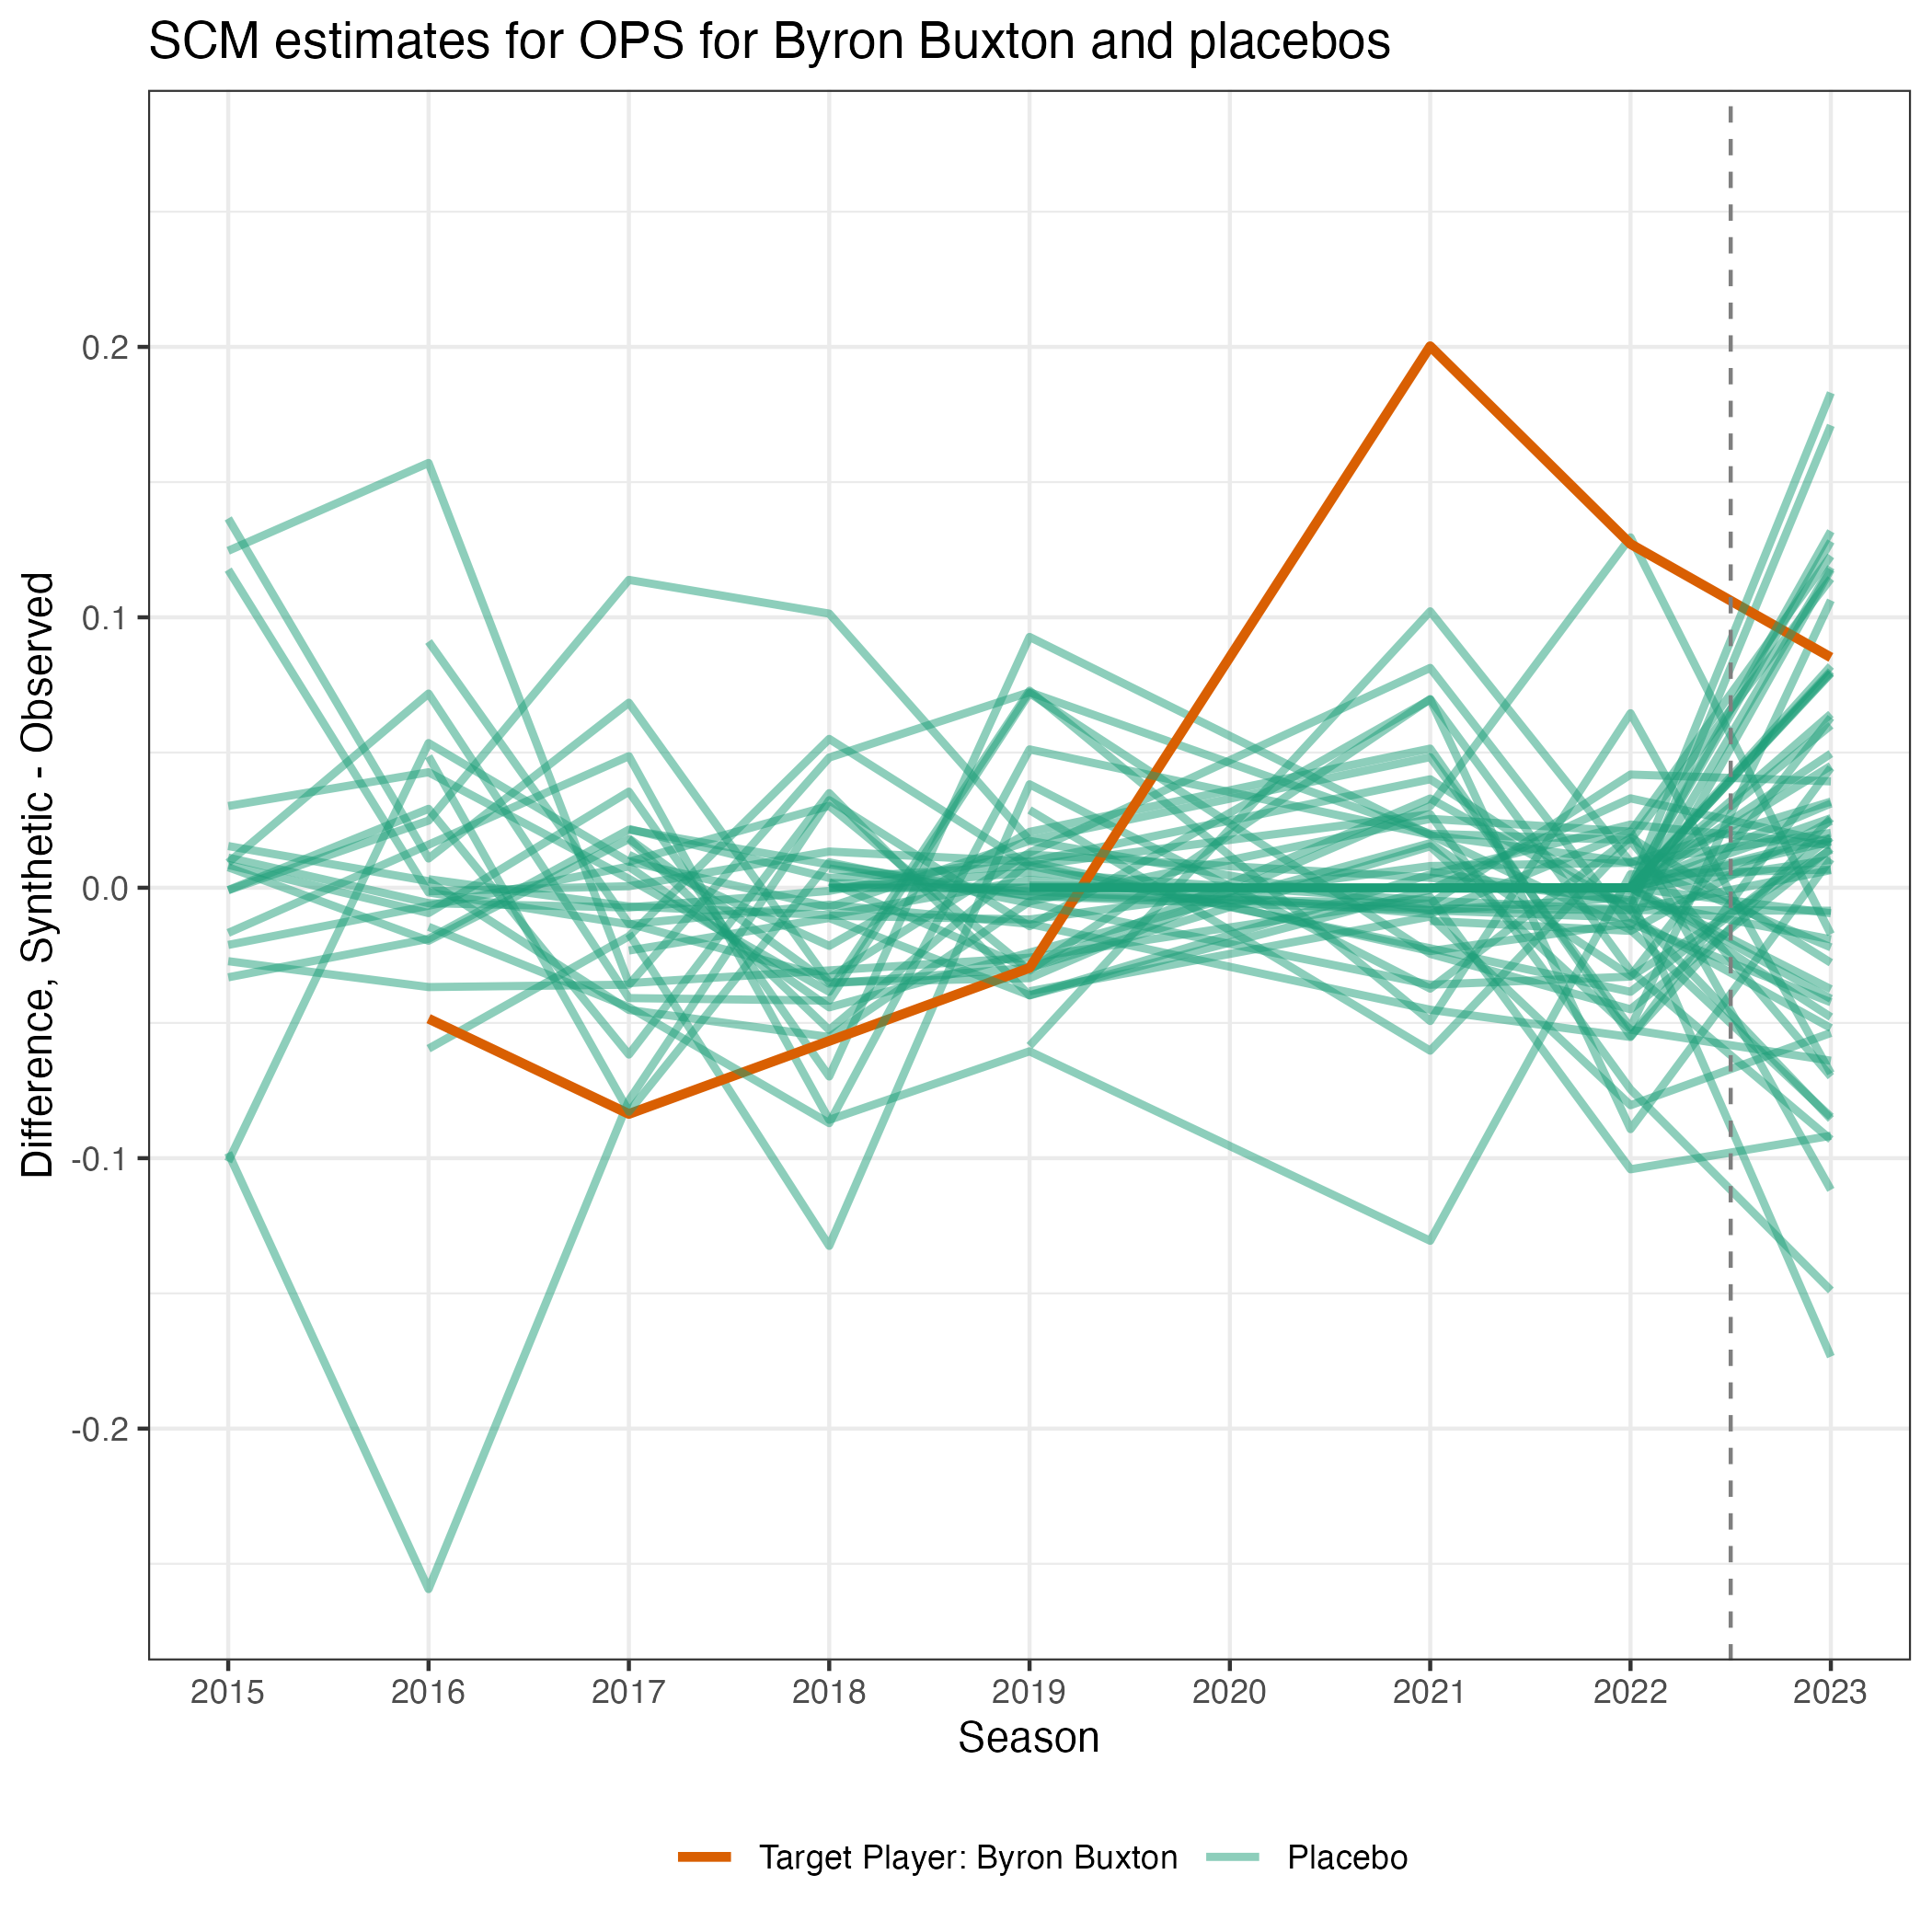 SCM estimates for OPS for Byron Buxton and placebos
Difference, Synthetic - Observed
0.2
0.1
0.0
-0.1
-0.2
2015 2016 2017 2018 2019 2020 2021 2022 2023
Season
Target Player: Byron Buxton Placebo